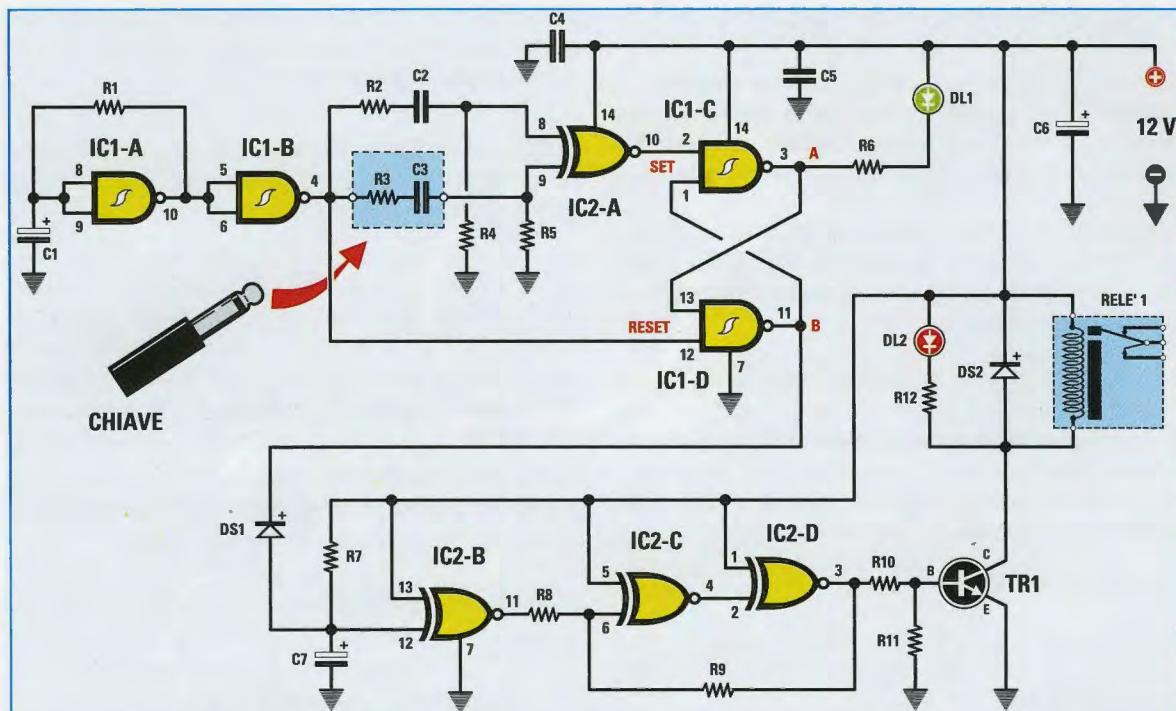 R1
IC1-A
8
9
10
C1
+
IC1-B
5
6
4
R2
C2
R3
C3
R4
R5
C4
14
8
9
10
IC2-A
SET
IC1-C
2
1
14
3
A
C5
R6
DL1
C6
+
+
12 V
-
CHIAVE
RESET
13
12
11
B
7
IC1-D
DL2
R12
DS2
+
RELE' 1
DS1
+
R7
C7
+
IC2-B
13
12
11
7
R8
IC2-C
5
6
4
IC2-D
1
2
3
R9
R10
R11
B
C
E
TR1